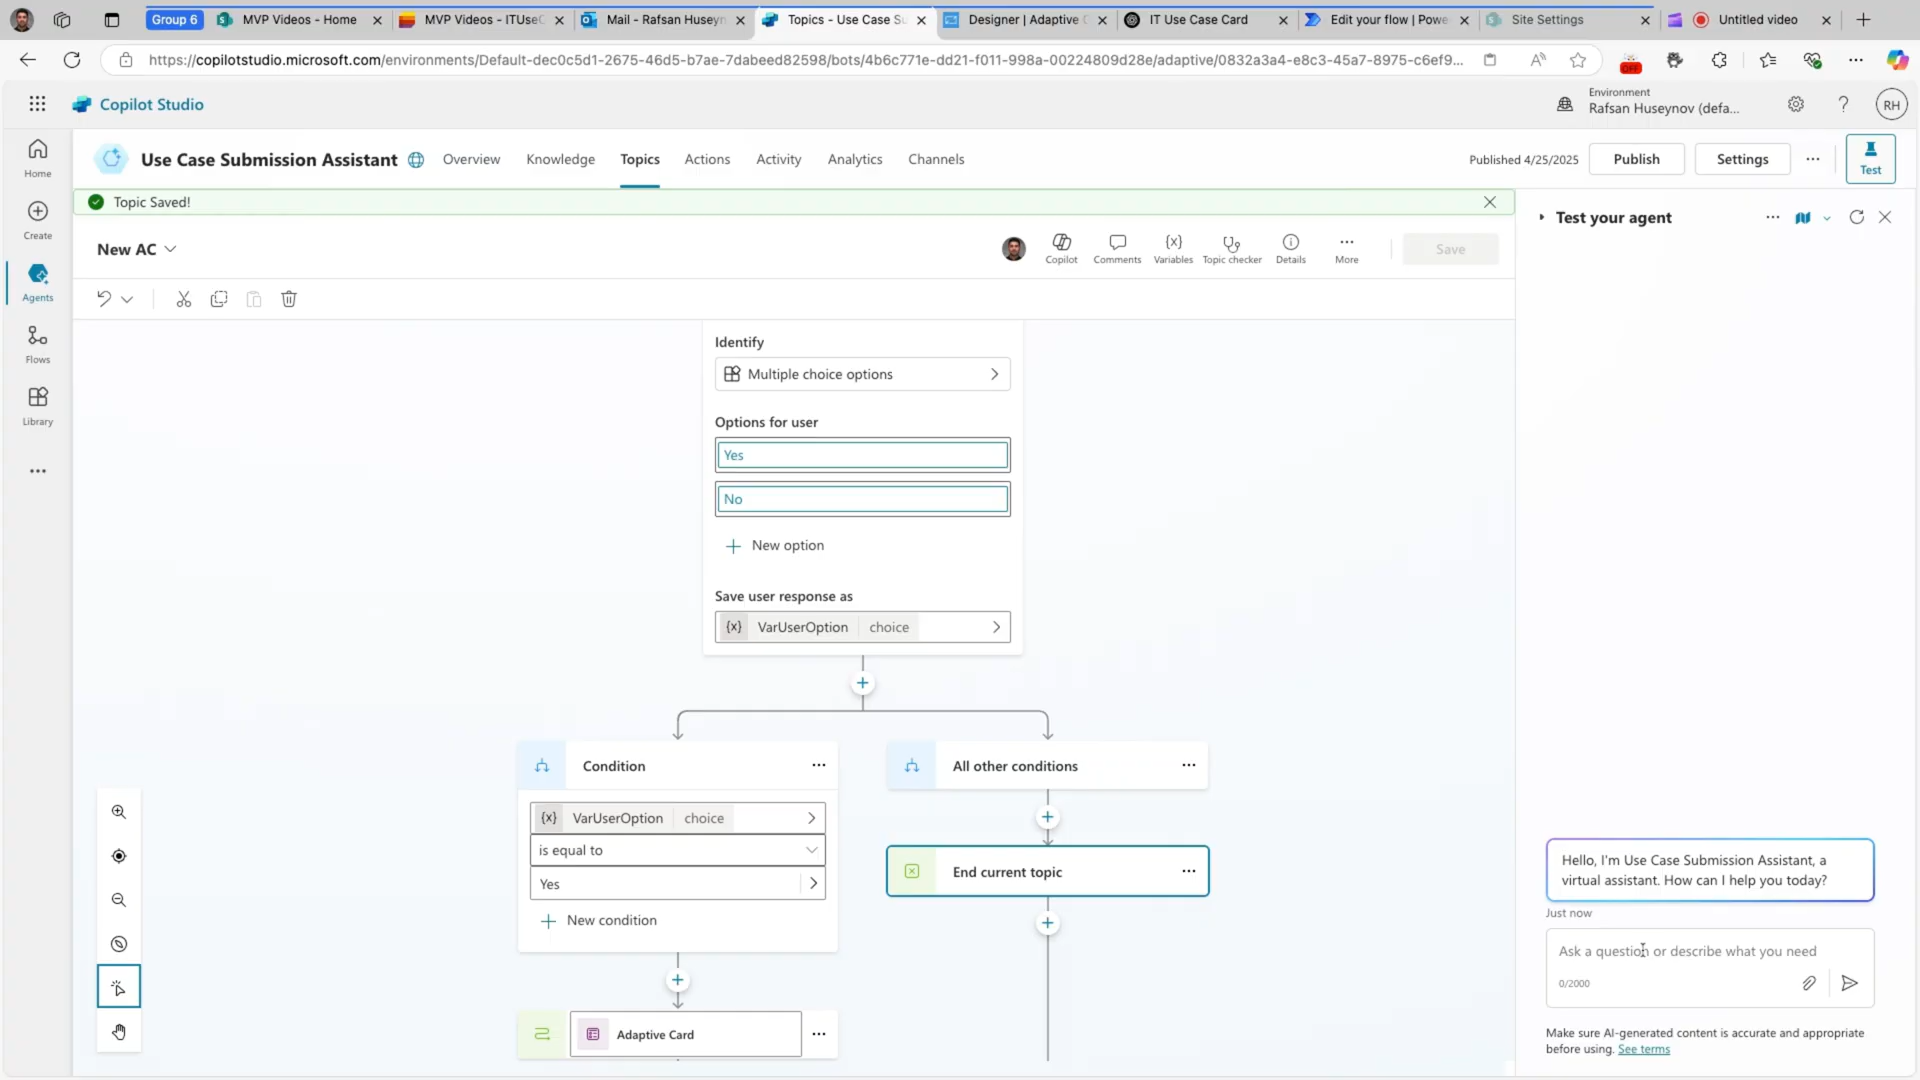 Group 6
MVP Videos - Home
MVP Videos - ITUseC
Mail - Rafsan Huseyn
Topics - Use Case Su
Designer | Adaptive C
IT Use Case Card
Edit your flow | Powe
Site Settings
Untitled video
https://copilotstudio.microsoft.com/environments/Default-dec0c5d1-2675-46d5-b7ae-7dabeed82598/bots/4b6c771e-dd21-f011-998a-00224809d28e/adaptive/0832a3a4-e8c3-45a7-8975-c6ef9...
OFF
Copilot Studio
Environment
Rafsan Huseynov (defa...
RH
Home
Create
Agents
Flows
Library
Use Case Submission Assistant
Overview
Knowledge
Topics
Actions
Activity
Analytics
Channels
Published 4/25/2025
Publish
Settings
Test
Topic Saved!
New AC
Copilot
Comments
Variables
Topic checker
Details
More
Save
Identify
Multiple choice options
Options for user
Yes
No
New option
Save user response as
{x} VarUserOption choice
Condition
{x} VarUserOption choice
is equal to
Yes
New condition
Adaptive Card
All other conditions
End current topic
Test your agent
Hello, I'm Use Case Submission Assistant, a
virtual assistant. How can I help you today?
Just now
Ask a question or describe what you need
0/2000
Make sure AI-generated content is accurate and appropriate
before using. See terms